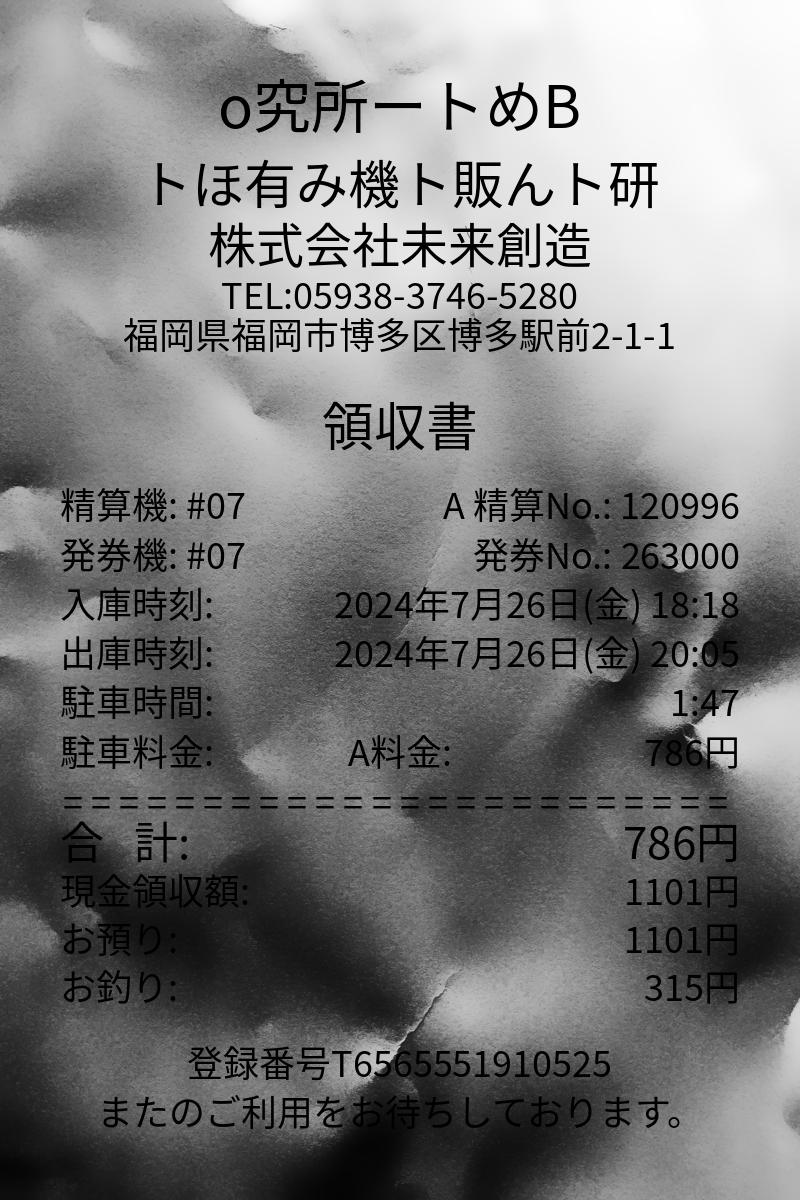 o究所ートめB
トほ有み機ト販んト研
株式会社未来創造
TEL:05938-3746-5280
福岡県福岡市博多区博多駅前2-1-1
領収書
精算機: #07 A 精算No.: 120996
発券機: #07 発券No.: 263000
入庫時刻: 2024年7月26日(金) 18:18
出庫時刻: 2024年7月26日(金) 20:05
駐車時間: 1:47
駐車料金: A料金: 786円
========================
合 計: 786円
現金領収額: 1101円
お預り: 1101円
お釣り: 315円
登録番号T6565551910525
またのご利用をお待ちしております。